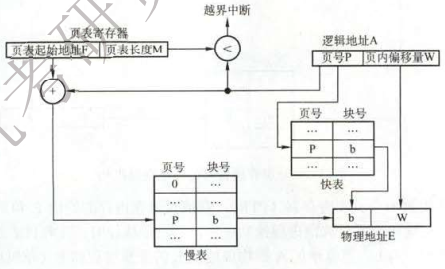 越界中断
页表寄存器
逻辑地址A
页表起始地址F 页表长度M
<
页号P 页内偏移量W
+
页号 块号
... ...
P b
... ...
快表
页号 块号
0 ...
... ...
P b
... ...
慢表
b W
物理地址E